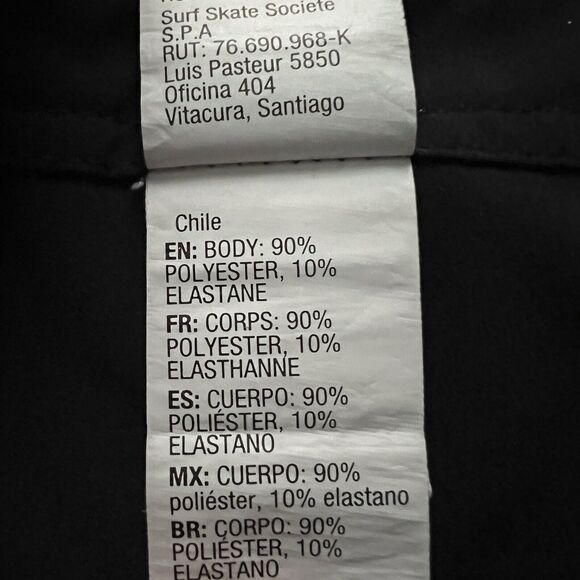 Surf Skate Societe
S.P.A
RUT: 76.690.968-K
Luis Pasteur 5850
Oficina 404
Vitacura, Santiago
Chile
EN: BODY: 90%
POLYESTER, 10%
ELASTANE
FR: CORPS: 90%
POLYESTER, 10%
ELASTHANNE
ES: CUERPO: 90%
POLIÉSTER, 10%
ELASTANO
MX: CUERPO: 90%
poliéster, 10% elastano
BR: CORPO: 90%
POLIÉSTER, 10%
ELASTANO